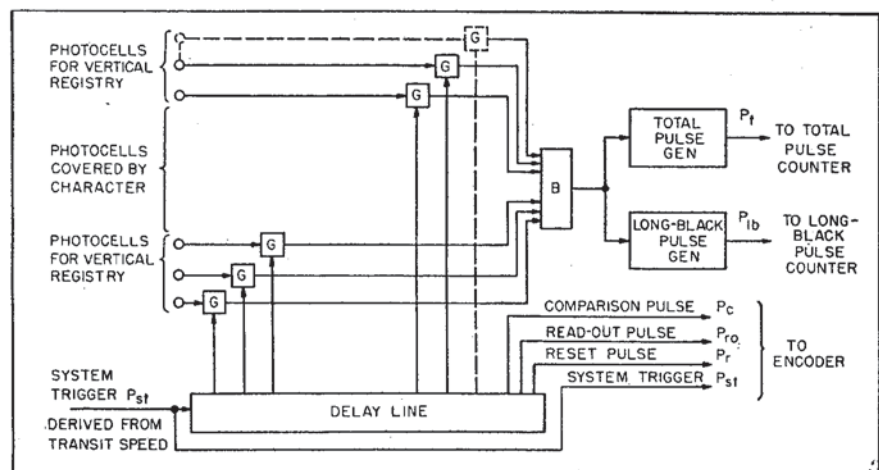 PHOTOCELLS
FOR VERTICAL
REGISTRY
G
G
G
PHOTOCELLS
COVERED BY
CHARACTER
B
TOTAL
PULSE
GEN
Pt
TO TOTAL
PULSE
COUNTER
LONG-BLACK
PULSE
GEN
Plb
TO LONG-
BLACK
PULSE
COUNTER
PHOTOCELLS
FOR VERTICAL
REGISTRY
G
G
G
COMPARISON PULSE Pc
READ-OUT PULSE Pro
RESET PULSE Pr
SYSTEM TRIGGER Pst
TO
ENCODER
SYSTEM
TRIGGER Pst
DERIVED FROM
TRANSIT SPEED
DELAY LINE